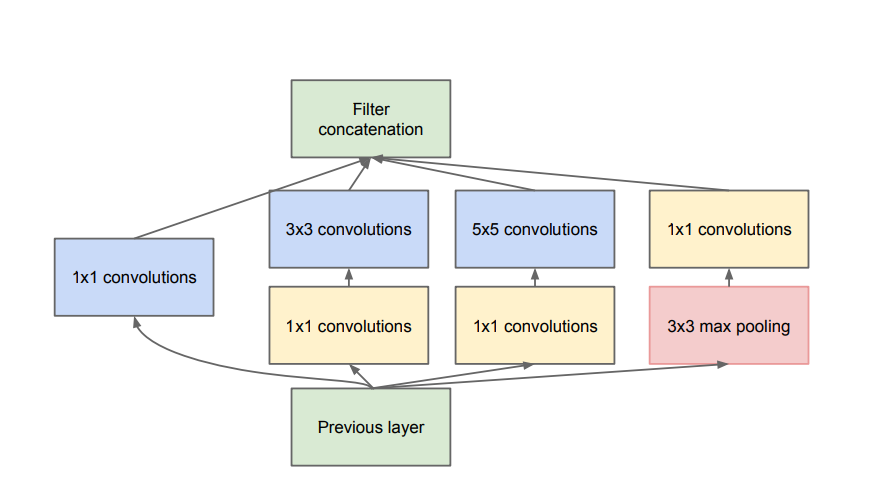 Filter
concatenation
3x3 convolutions
5x5 convolutions
1x1 convolutions
1x1 convolutions
1x1 convolutions
1x1 convolutions
3x3 max pooling
Previous layer